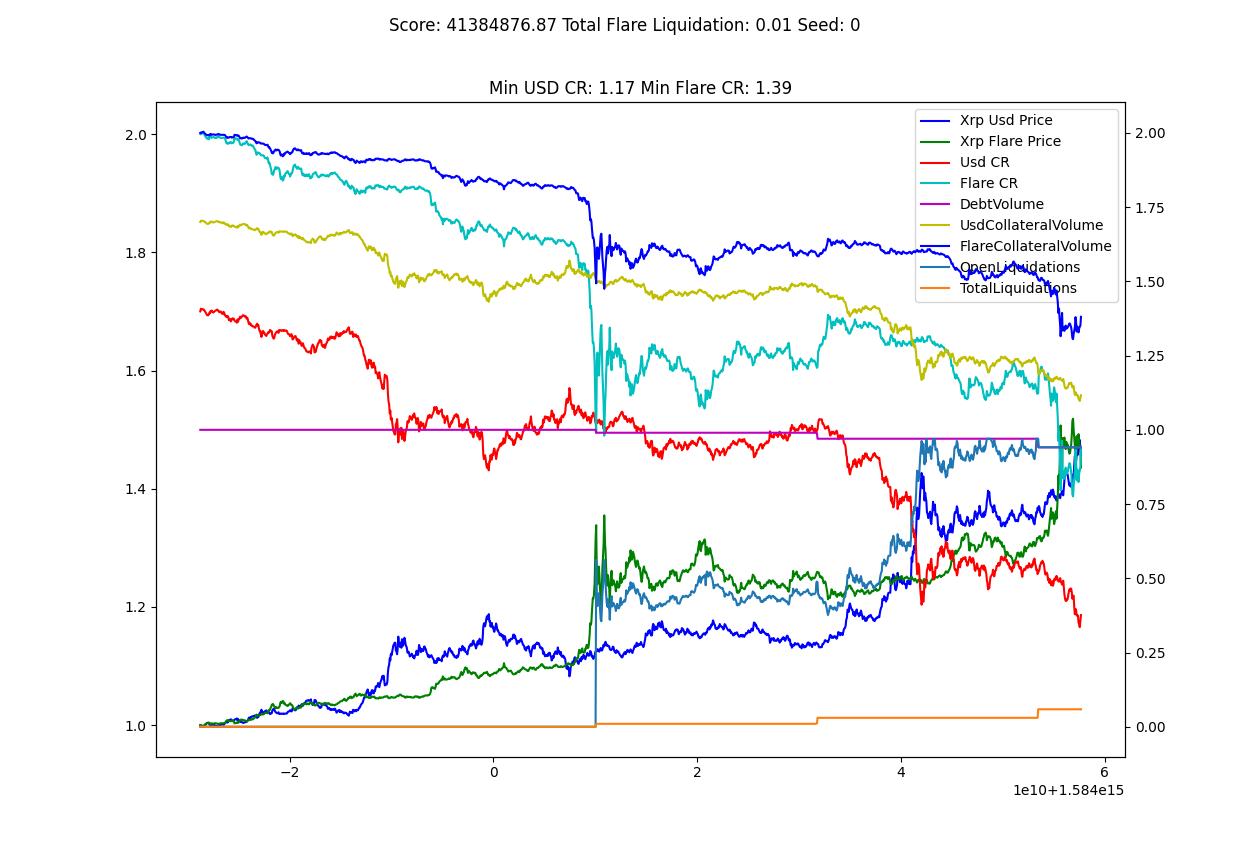 Score: 41384876.87 Total Flare Liquidation: 0.01 Seed: 0
Min USD CR: 1.17 Min Flare CR: 1.39
Xrp Usd Price
Xrp Flare Price
Usd CR
Flare CR
DebtVolume
UsdCollateralVolume
FlareCollateralVolume
OpenLiquidations
TotalLiquidations
2.0
1.8
1.6
1.4
1.2
1.0
2.00
1.75
1.50
1.25
1.00
0.75
0.50
0.25
0.00
−2
0
2
4
6
1e10+1.584e15